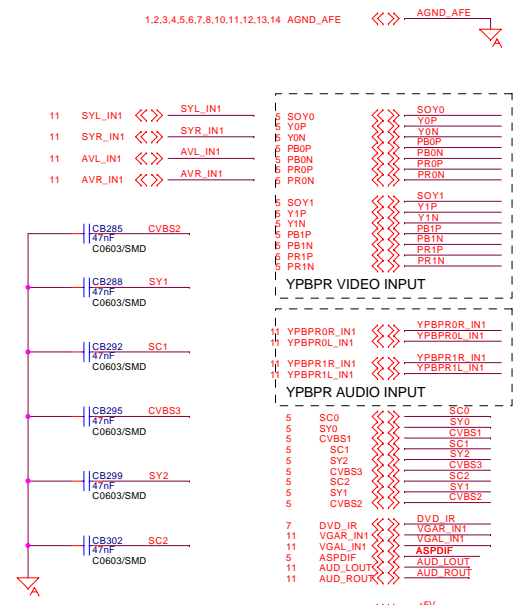 1,2,3,4,5,6,7,8,10,11,12,13,14 AGND_AFE AGND_AFE
A
11 SYL_IN1 SYL_IN1
11 SYR_IN1 SYR_IN1
11 AVL_IN1 AVL_IN1
11 AVR_IN1 AVR_IN1
5 SOY0 SOY0
5 Y0P Y0P
5 Y0N Y0N
5 PB0P PB0P
5 PB0N PB0N
5 PR0P PR0P
5 PR0N PR0N
5 SOY1 SOY1
5 Y1P Y1P
5 Y1N Y1N
5 PB1P PB1P
5 PB1N PB1N
5 PR1P PR1P
5 PR1N PR1N
YPBPR VIDEO INPUT
CB285 CVBS2
47nF
C0603/SMD
CB288 SY1
47nF
C0603/SMD
CB292 SC1
47nF
C0603/SMD
CB295 CVBS3
47nF
C0603/SMD
CB299 SY2
47nF
C0603/SMD
CB302 SC2
47nF
C0603/SMD
A
11 YPBPR0R_IN1 YPBPR0R_IN1
11 YPBPR0L_IN1 YPBPR0L_IN1
11 YPBPR1R_IN1 YPBPR1R_IN1
11 YPBPR1L_IN1 YPBPR1L_IN1
YPBPR AUDIO INPUT
5 SC0 SC0
5 SY0 SY0
5 CVBS1 CVBS1
5 SC1 SC1
5 SY2 SY2
5 CVBS3 CVBS3
5 SC2 SC2
5 SY1 SY1
5 CVBS2 CVBS2
7 DVD_IR DVD_IR
11 VGAR_IN1 VGAR_IN1
11 VGAL_IN1 VGAL_IN1
5 ASPDIF ASPDIF
11 AUD_LOUT AUD_LOUT
11 AUD_ROUT AUD_ROUT
+5V